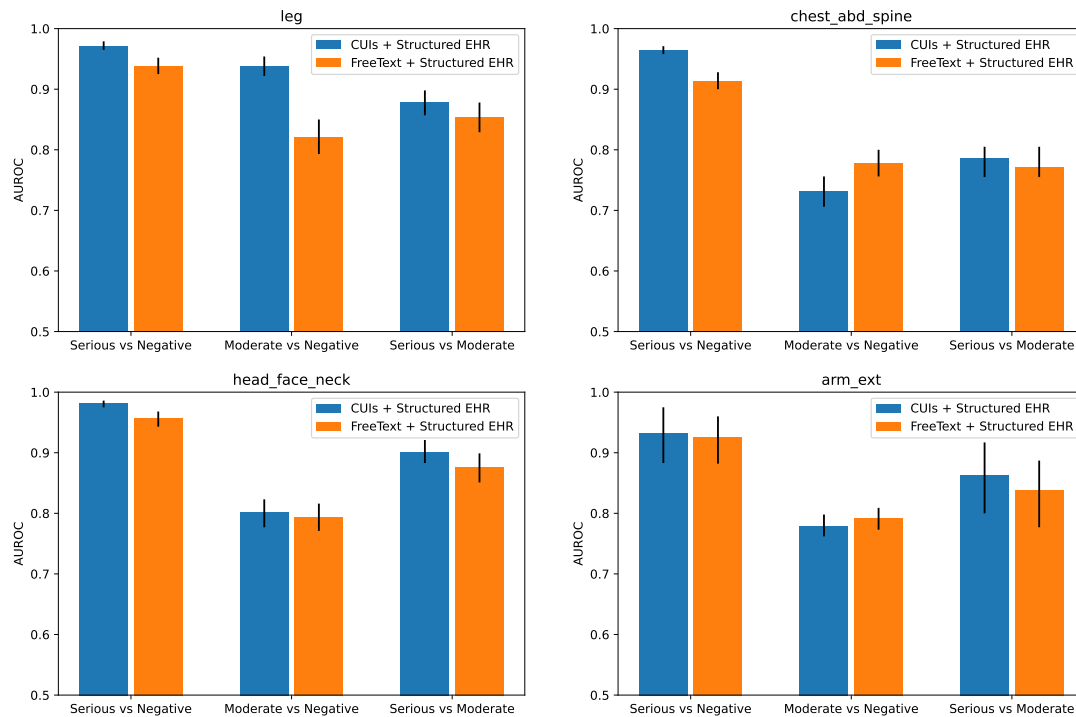 leg
1.0
0.9
0.8
0.7
0.6
0.5
AUROC
CUIs + Structured EHR
FreeText + Structured EHR
Serious vs Negative
Moderate vs Negative
Serious vs Moderate
chest_abd_spine
1.0
0.9
0.8
0.7
0.6
0.5
AUROC
CUIs + Structured EHR
FreeText + Structured EHR
Serious vs Negative
Moderate vs Negative
Serious vs Moderate
head_face_neck
1.0
0.9
0.8
0.7
0.6
0.5
AUROC
CUIs + Structured EHR
FreeText + Structured EHR
Serious vs Negative
Moderate vs Negative
Serious vs Moderate
arm_ext
1.0
0.9
0.8
0.7
0.6
0.5
AUROC
CUIs + Structured EHR
FreeText + Structured EHR
Serious vs Negative
Moderate vs Negative
Serious vs Moderate